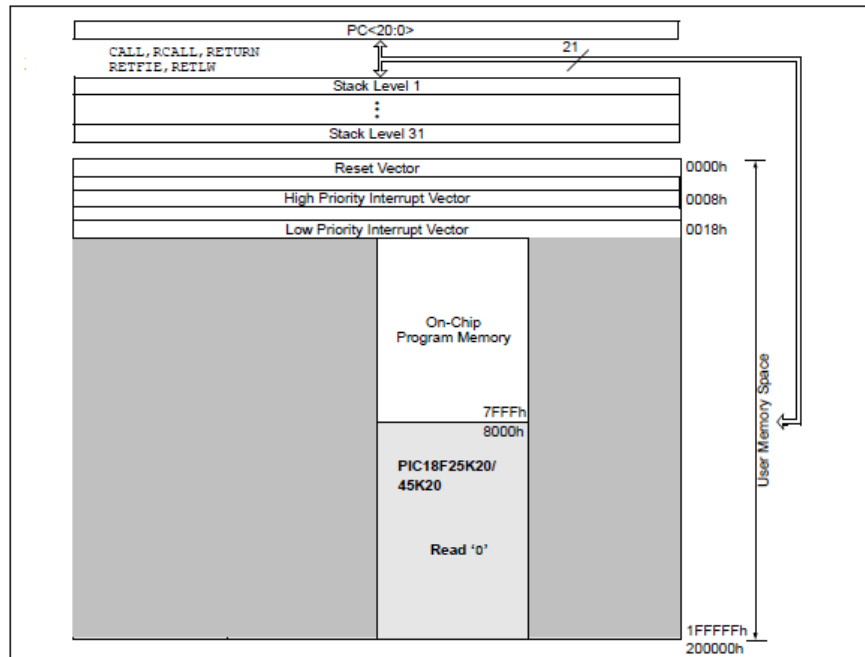 PC<20:0>
CALL,RCALL,RETURN
RETFIE,RETLW
21
Stack Level 1
Stack Level 31
Reset Vector
0000h
High Priority Interrupt Vector
0008h
Low Priority Interrupt Vector
0018h
On-Chip
Program Memory
7FFFh
8000h
User Memory Space
PIC18F25K20/
45K20
Read ‘0’
1FFFFFh
200000h